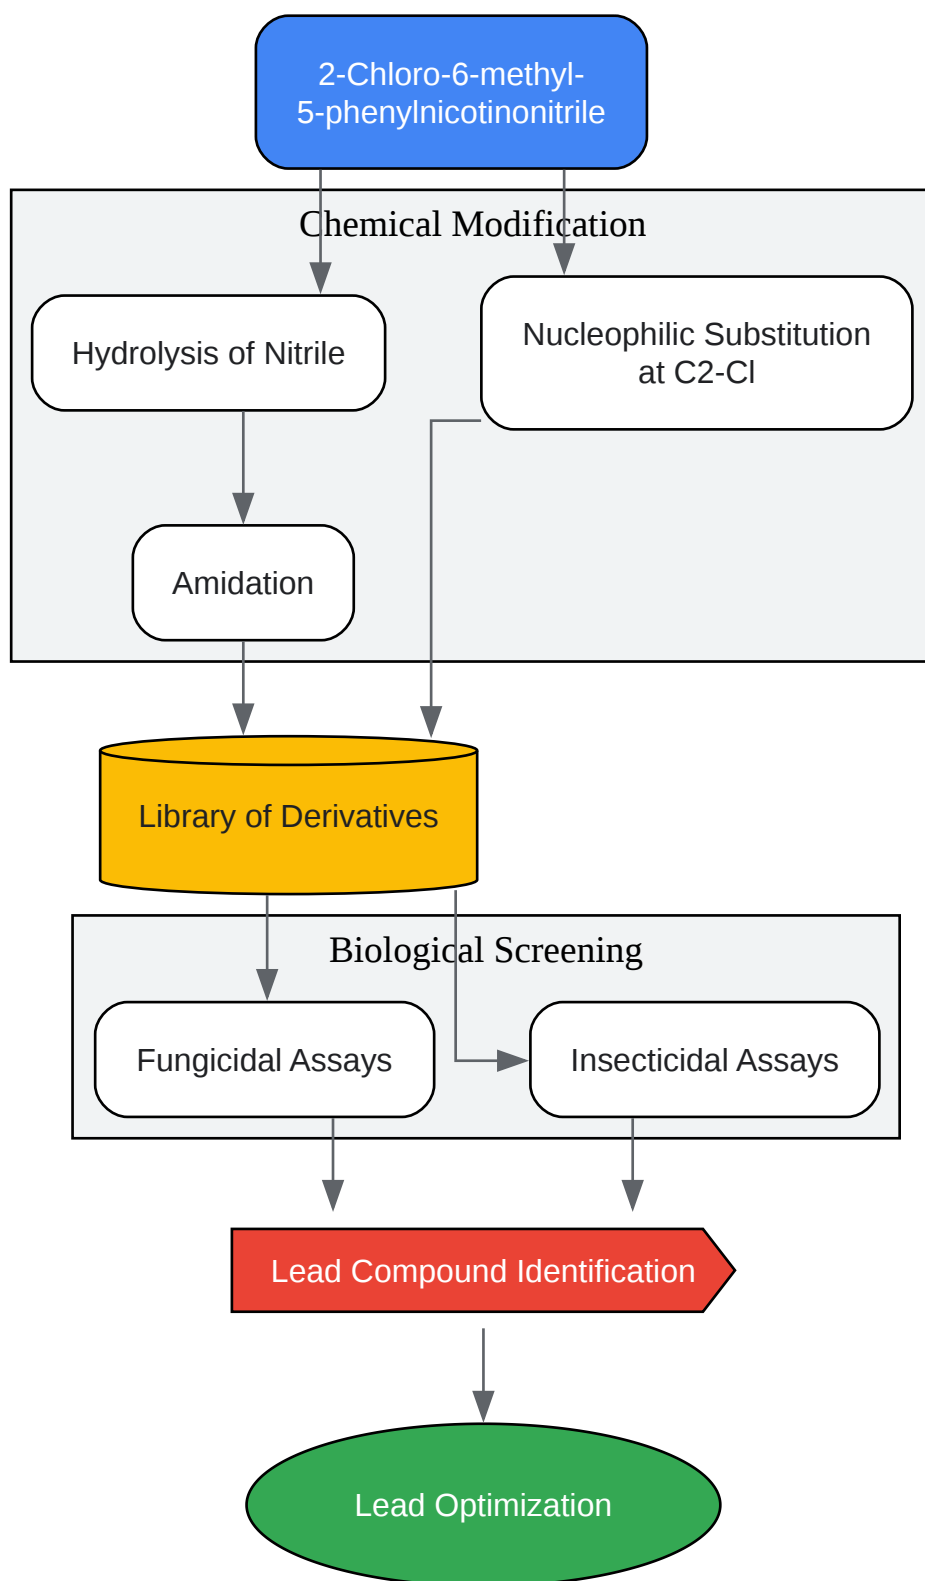 2-Chloro-6-methyl-
5-phenylnicotinonitrile
Chemical Modification
Hydrolysis of Nitrile
Nucleophilic Substitution
at C2-Cl
Amidation
Library of Derivatives
Biological Screening
Fungicidal Assays
Insecticidal Assays
Lead Compound Identification
Lead Optimization